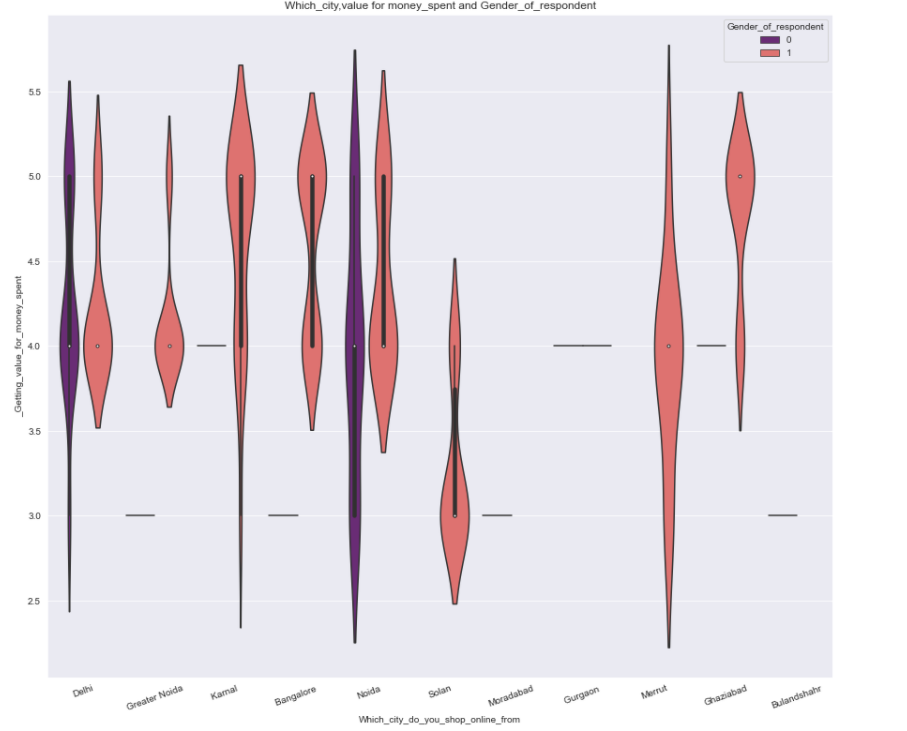 Which_city,value for money_spent and Gender_of_respondent
Gender_of_respondent
0
1
5.5
5.0
4.5
4.0
3.5
3.0
2.5
_Getting_value_for_money_spent
Delhi
Greater Noida
Karnal
Bangalore
Noida
Solan
Moradabad
Gurgaon
Merrut
Ghaziabad
Bulandshahr
Which_city_do_you_shop_online_from